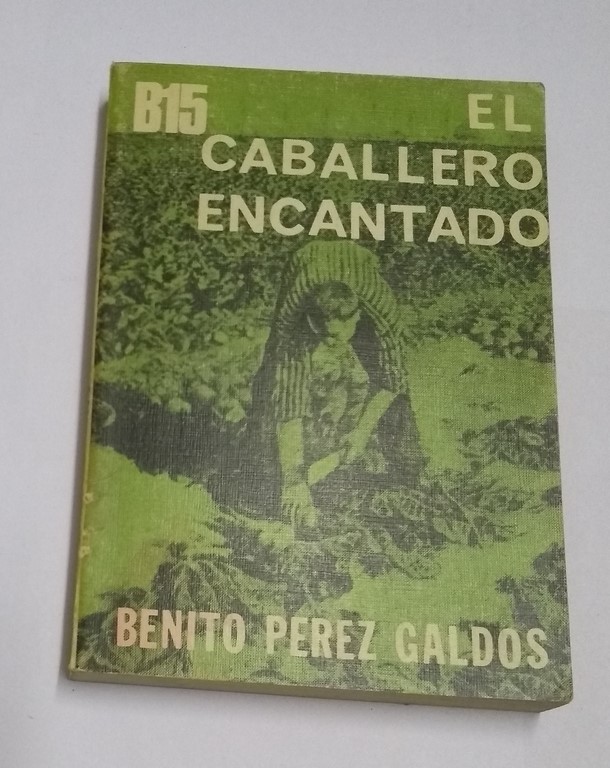 B15
EL
CABALLERO
ENCANTADO
BENITO PEREZ GALDOS